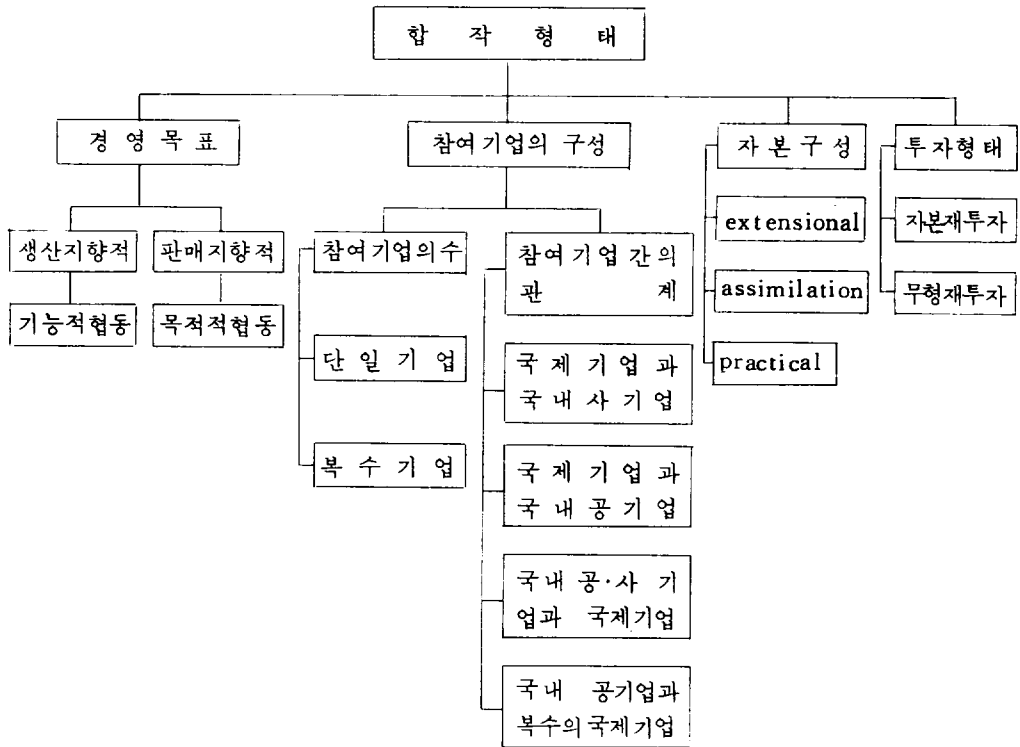 합 작 형 태
경 영 목 표
생산지향적
기능적협동
판매지향적
목적적협동
참여기업의 구성
참여기업의수
단 일 기 업
복 수 기 업
참여기업 간의
관 계
국 제 기 업 과
국 내 사 기 업
국 제 기 업 과
국 내 공 기 업
국 내 공·사 기
업과 국제기업
국내 공기업과
복수의 국제기업
자 본 구 성
extensional
assimilation
practical
투자형태
자본재투자
무형재투자